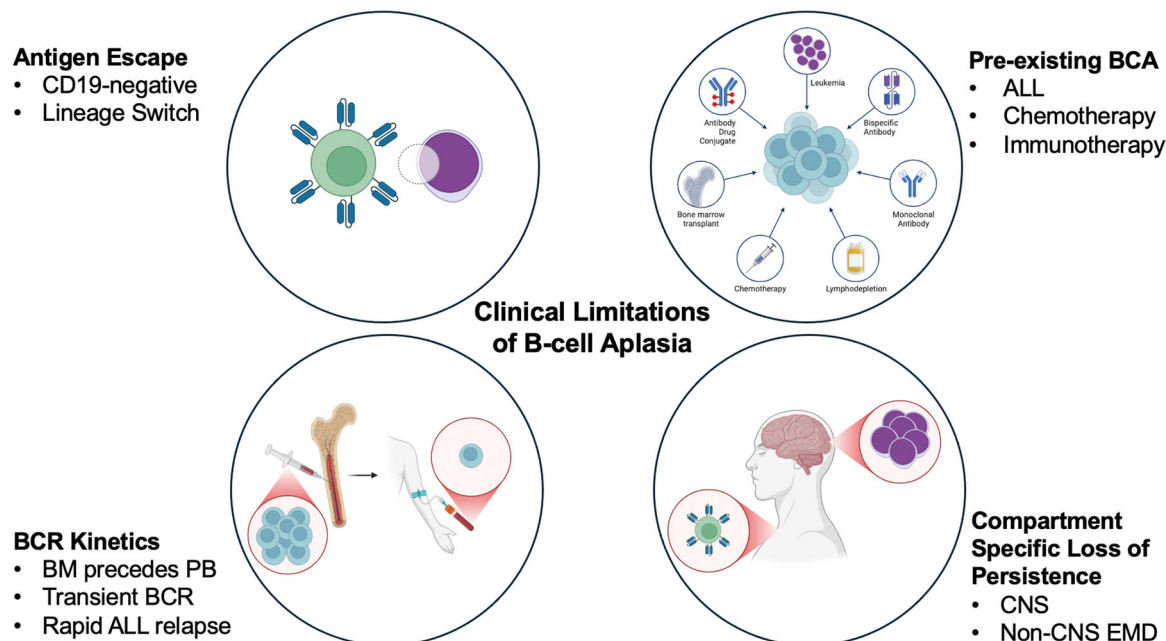 Antigen Escape
• CD19-negative
• Lineage Switch
Leukemia
Antibody
Drug
Conjugate
Bispecific
Antibody
Bone marrow
transplant
Monoclonal
Antibody
Chemotherapy
Lymphodepletion
Pre-existing BCA
• ALL
• Chemotherapy
• Immunotherapy
Clinical Limitations
of B-cell Aplasia
BCR Kinetics
• BM precedes PB
• Transient BCR
• Rapid ALL relapse
Compartment
Specific Loss of
Persistence
• CNS
• Non-CNS EMD